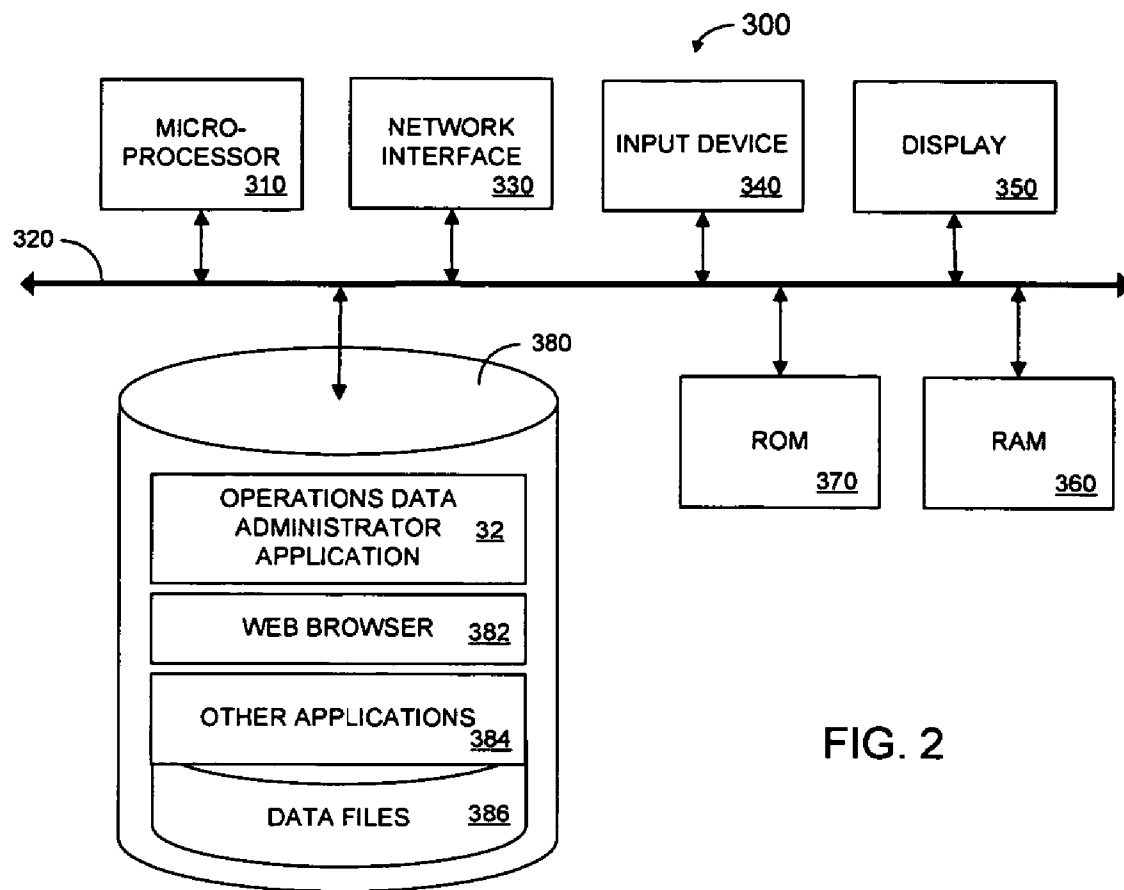 300
MICRO-
PROCESSOR
310
NETWORK
INTERFACE
330
INPUT DEVICE
340
DISPLAY
350
320
380
ROM
370
RAM
360
OPERATIONS DATA
ADMINISTRATOR
APPLICATION
32
WEB BROWSER
382
OTHER APPLICATIONS
384
DATA FILES
386
FIG. 2